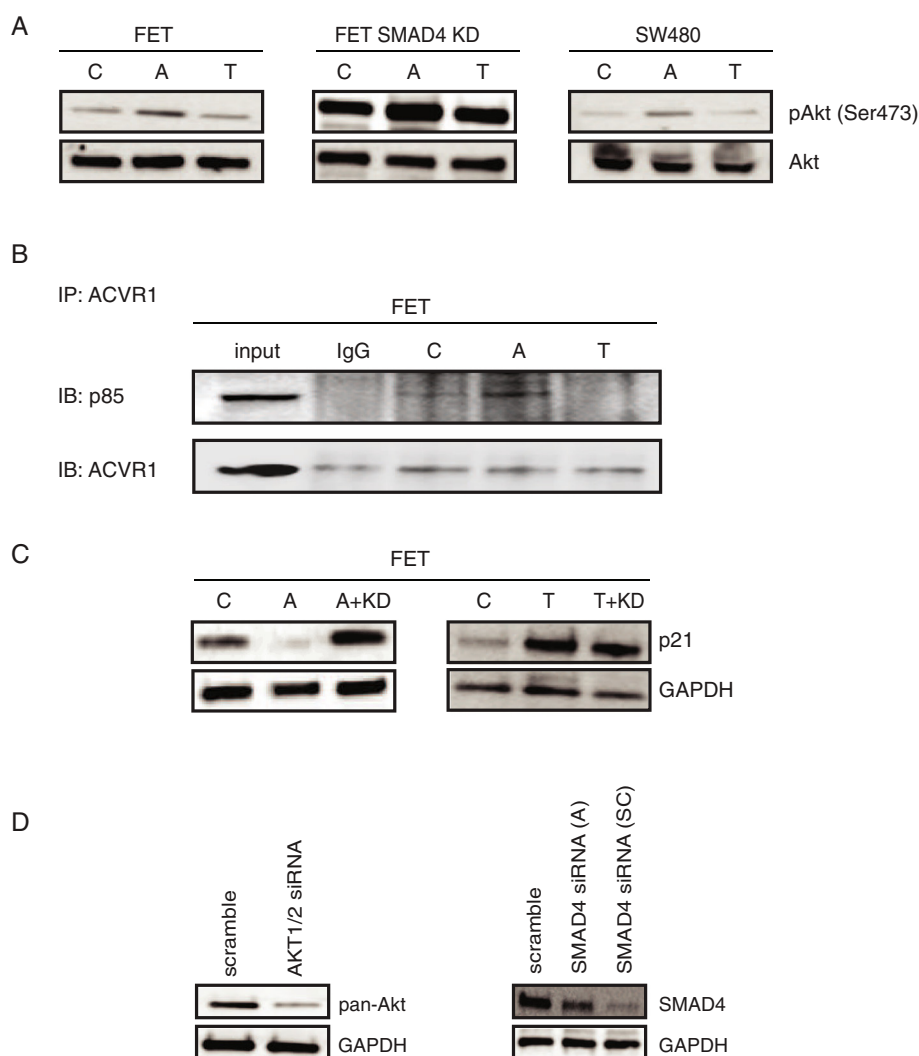 A
FET
FET SMAD4 KD
SW480
C A T
C A T
C A T
pAkt (Ser473)
Akt
B
IP: ACVR1
FET
input IgG C A T
IB: p85
IB: ACVR1
C
FET
C A A+KD
C T T+KD
p21
GAPDH
D
scramble
AKT1/2 siRNA
scramble
SMAD4 siRNA (A)
SMAD4 siRNA (SC)
pan-Akt
SMAD4
GAPDH
GAPDH